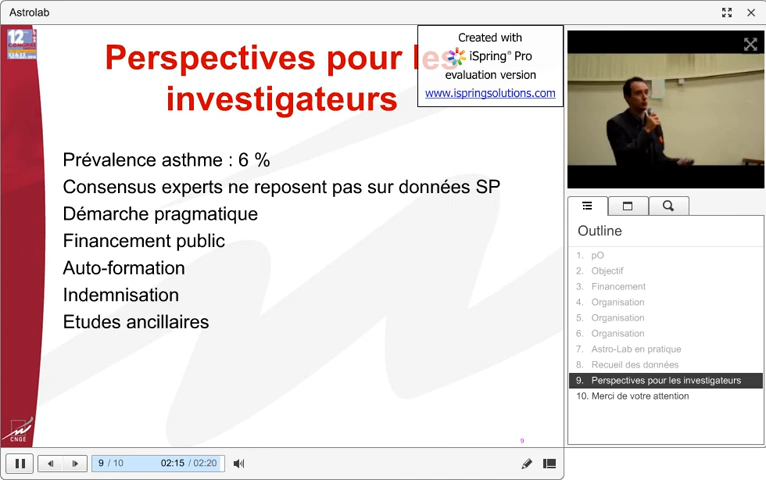 Astrolab
12
CONGRÈS
Perspectives pour les
investigateurs
Created with
iSpring® Pro
evaluation version
www.ispringsolutions.com
Prévalence asthme : 6 %
Consensus experts ne reposent pas sur données SP
Démarche pragmatique
Financement public
Auto-formation
Indemnisation
Etudes ancillaires
CNGE
9
9 / 10
02:15 / 02:20
Outline
1. pO
2. Objectif
3. Financement
4. Organisation
5. Organisation
6. Organisation
7. Astro-Lab en pratique
8. Recueil des données
9. Perspectives pour les investigateurs
10. Merci de votre attention